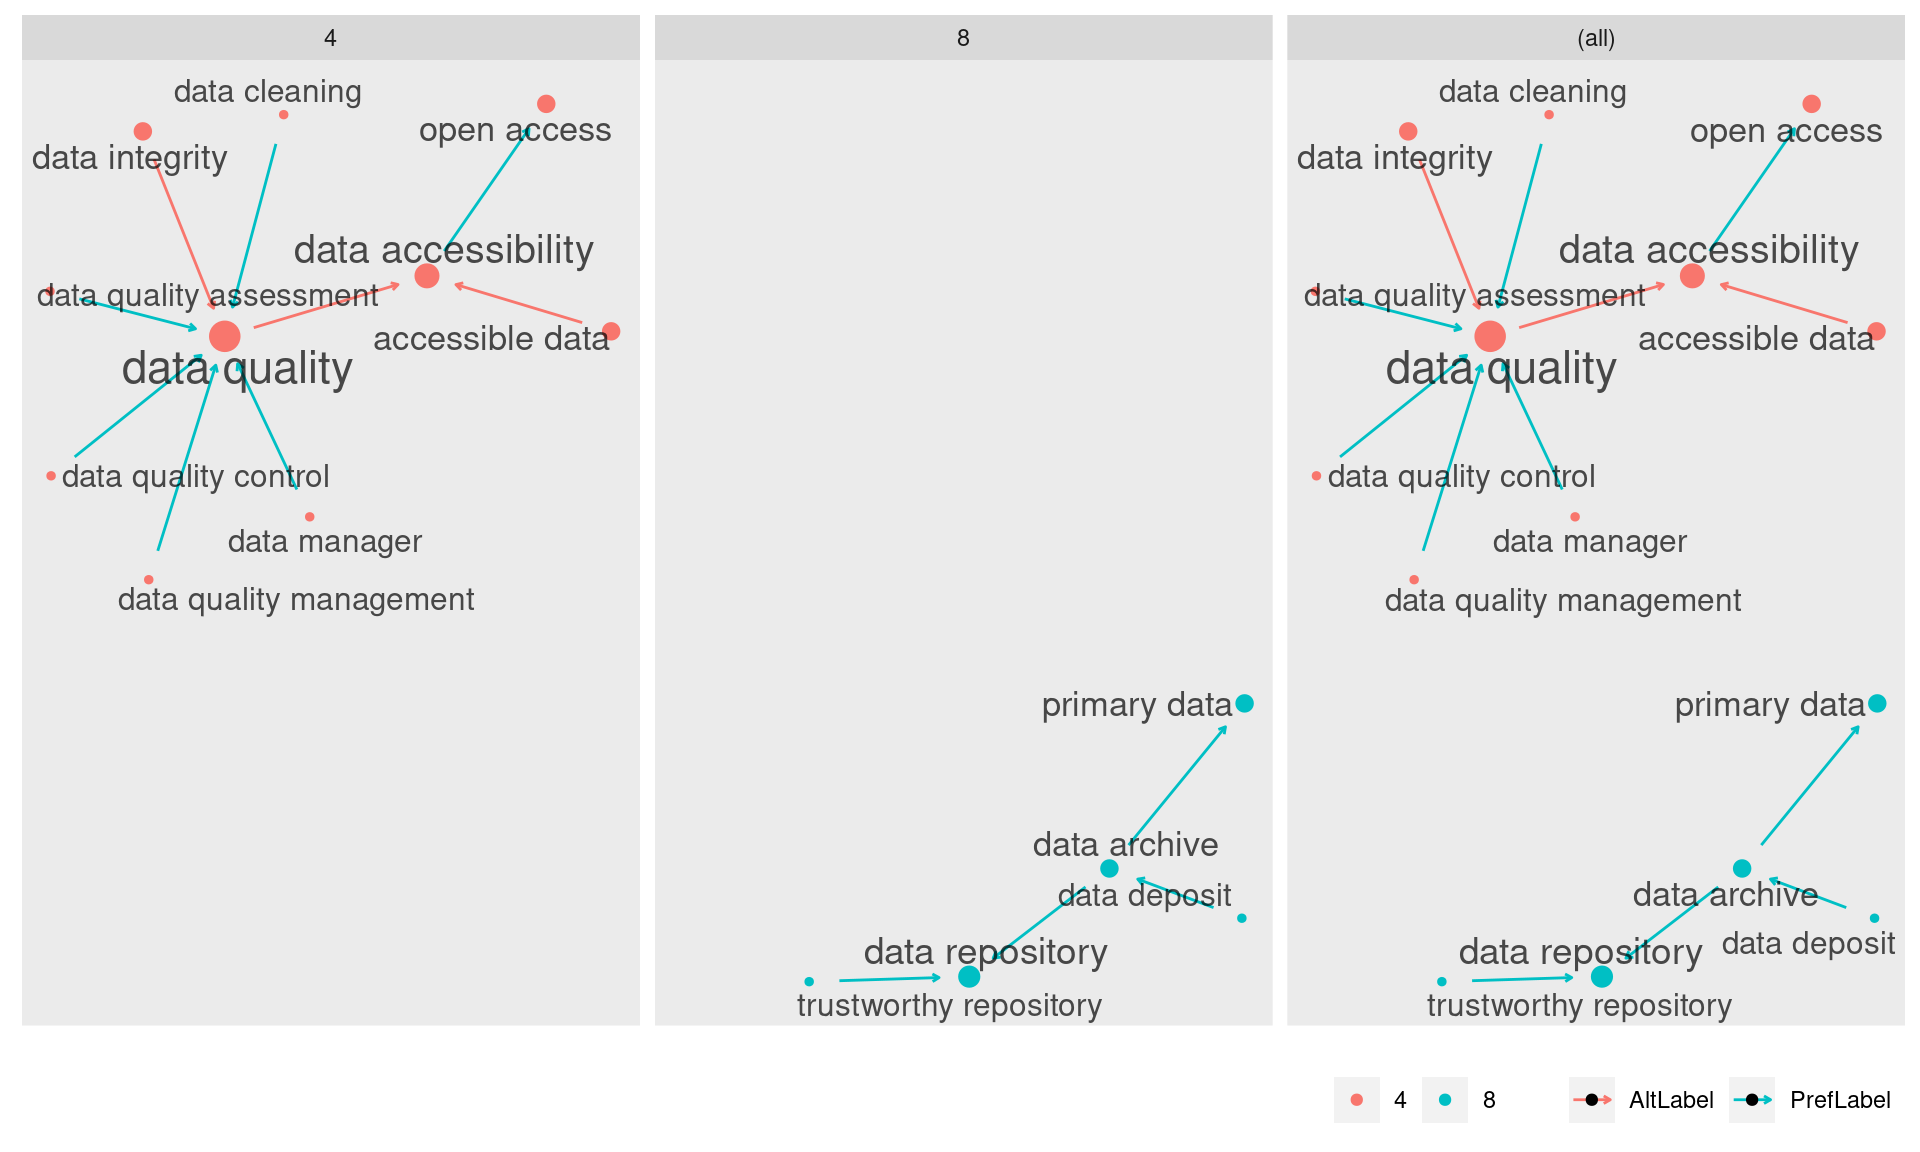 4
data cleaning
open access
data integrity
data accessibility
data quality assessment
accessible data
data quality
data quality control
data manager
data quality management
8
primary data
data archive
data deposit
data repository
trustworthy repository
(all)
data cleaning
open access
data integrity
data accessibility
data quality assessment
accessible data
data quality
data quality control
data manager
data quality management
primary data
data archive
data repository
data deposit
trustworthy repository
4 8 AltLabel PrefLabel